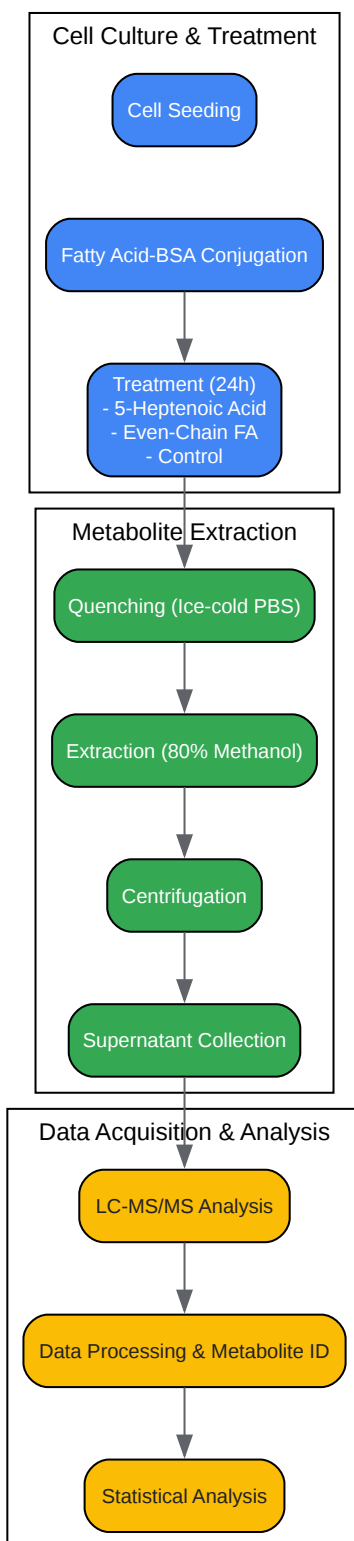 Cell Culture & Treatment
Cell Seeding
Fatty Acid-BSA Conjugation
Treatment (24h)
- 5-Heptenoic Acid
- Even-Chain FA
- Control
Metabolite Extraction
Quenching (Ice-cold PBS)
Extraction (80% Methanol)
Centrifugation
Supernatant Collection
Data Acquisition & Analysis
LC-MS/MS Analysis
Data Processing & Metabolite ID
Statistical Analysis